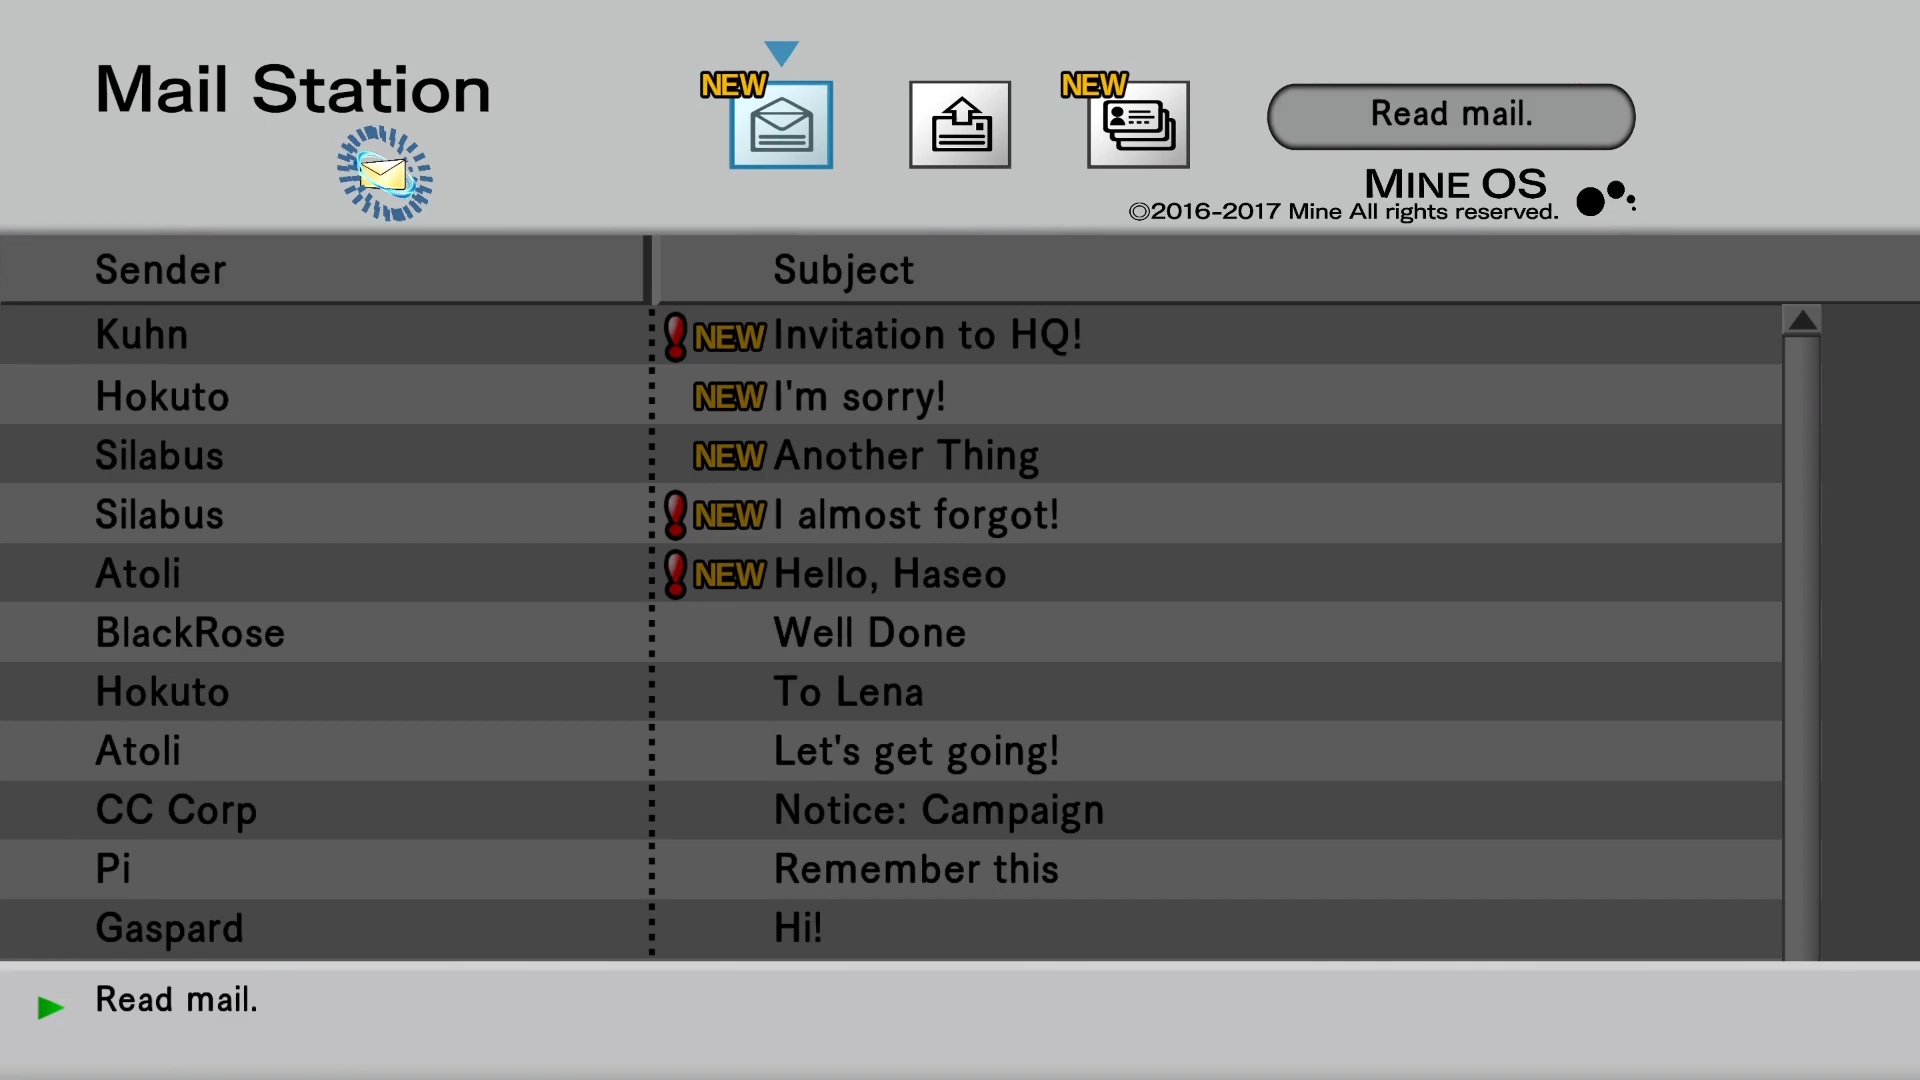 Mail Station
NEW
NEW
Read mail.
MINE OS
©2016-2017 Mine All rights reserved.
Sender Subject
Kuhn NEW Invitation to HQ!
Hokuto NEW I'm sorry!
Silabus NEW Another Thing
Silabus NEW I almost forgot!
Atoli NEW Hello, Haseo
BlackRose Well Done
Hokuto To Lena
Atoli Let's get going!
CC Corp Notice: Campaign
Pi Remember this
Gaspard Hi!
Read mail.